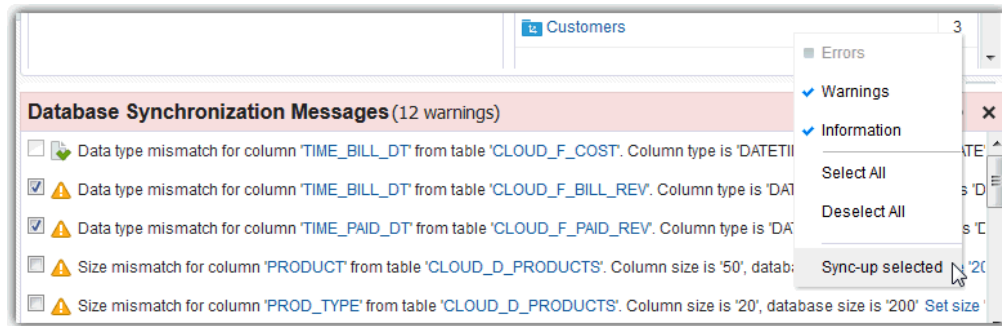 Customers 3
Errors
Warnings
Database Synchronization Messages (12 warnings)
Information
Data type mismatch for column 'TIME_BILL_DT' from table 'CLOUD_F_COST'. Column type is 'DATETI
Select All
Data type mismatch for column 'TIME_BILL_DT' from table 'CLOUD_F_BILL_REV'. Column type is 'DAT is 'D
Deselect All
Data type mismatch for column 'TIME_PAID_DT' from table 'CLOUD_F_PAID_REV'. Column type is 'DA
Sync-up selected
Size mismatch for column 'PRODUCT' from table 'CLOUD_D_PRODUCTS'. Column size is '50', databa '20
Size mismatch for column 'PROD_TYPE' from table 'CLOUD_D_PRODUCTS'. Column size is '20', database size is '200' Set size '